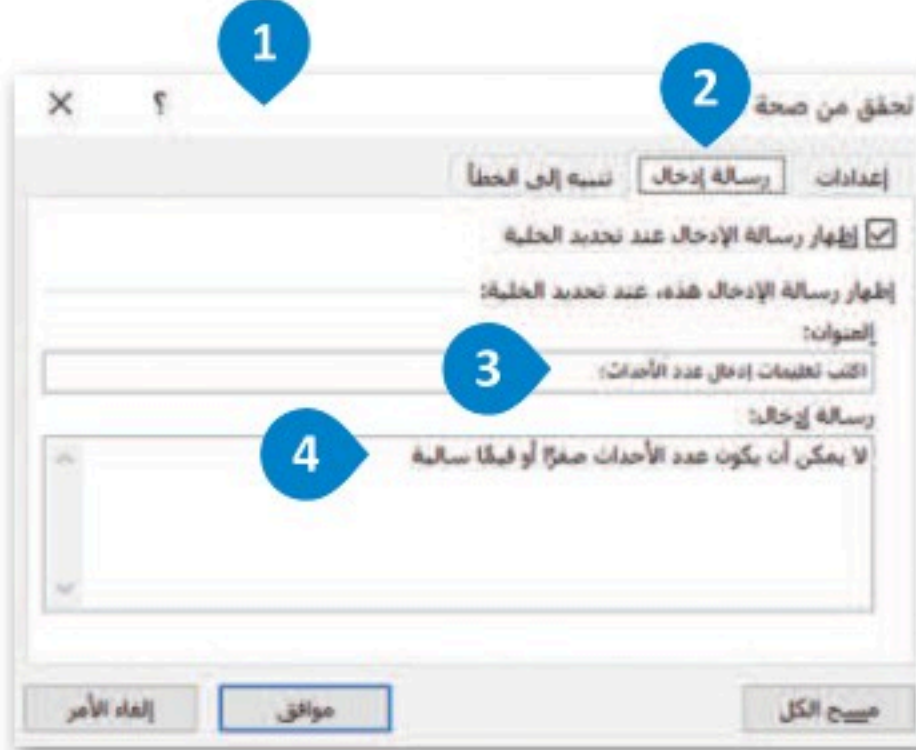 1
2
تحقق من صحة
؟
إعدادات
رسالة إدخال
تنبيه إلى الخطأ
إظهار رسالة الإدخال عند تحديد الخلية
إظهار رسالة الإدخال هذه، عند تحديد الخلية:
العنوان:
اكتب تعليمات إدخال عدد الأحداث:
3
رسالة إدخال:
لا يمكن أن يكون عدد الأحداث صفرًا أو قيمًا سالبة
4
مسح الكل
موافق
إلغاء الأمر